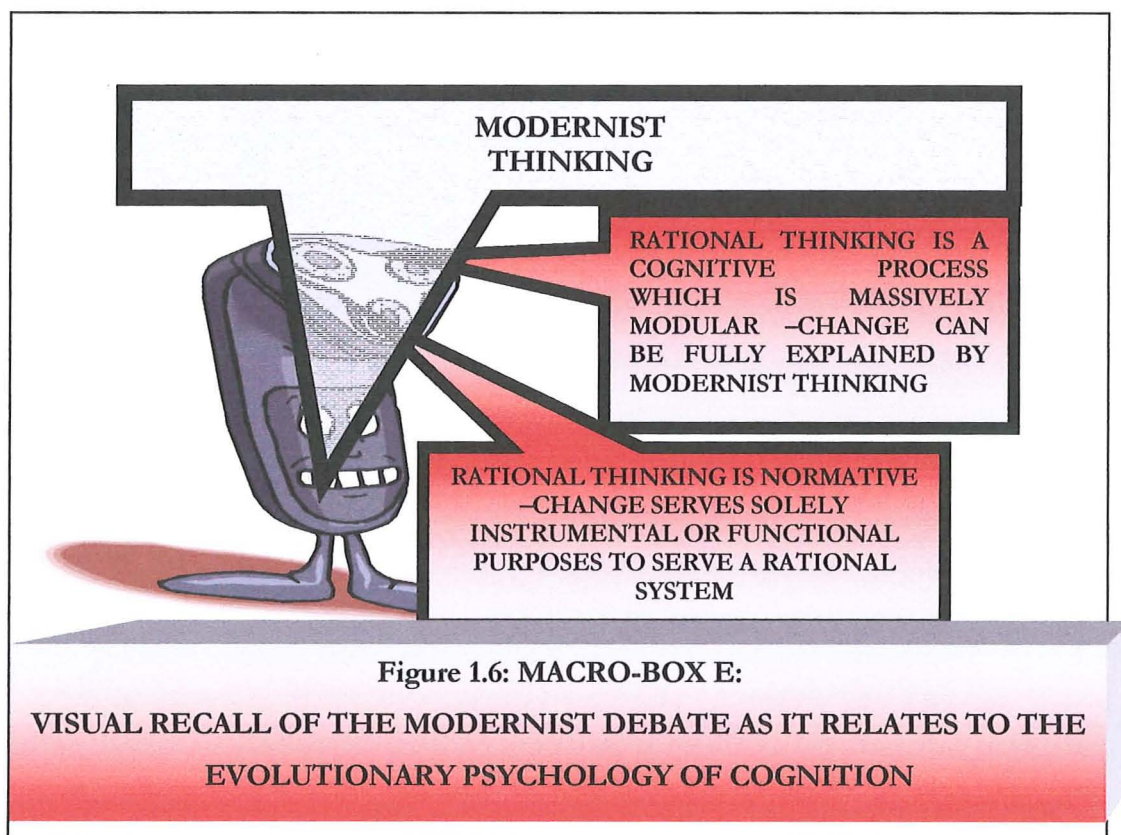 MODERNIST
THINKING
RATIONAL THINKING IS A
COGNITIVE PROCESS
WHICH IS MASSIVELY
MODULAR –CHANGE CAN
BE FULLY EXPLAINED BY
MODERNIST THINKING
RATIONAL THINKING IS NORMATIVE
–CHANGE SERVES SOLELY
INSTRUMENTAL OR FUNCTIONAL
PURPOSES TO SERVE A RATIONAL
SYSTEM
Figure 1.6: MACRO-BOX E:
VISUAL RECALL OF THE MODERNIST DEBATE AS IT RELATES TO THE
EVOLUTIONARY PSYCHOLOGY OF COGNITION